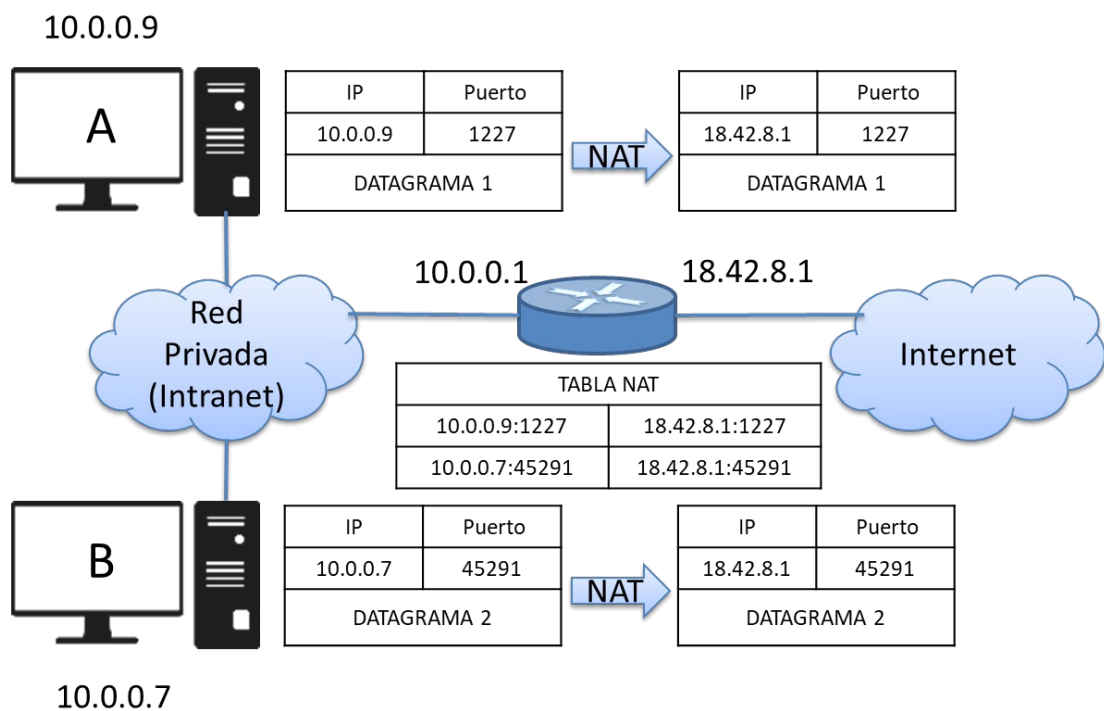 10.0.0.9
A
IP Puerto
10.0.0.9 1227
DATAGRAMA 1
NAT
IP Puerto
18.42.8.1 1227
DATAGRAMA 1
10.0.0.1
18.42.8.1
Red
Privada
(Intranet)
Internet
TABLA NAT
10.0.0.9:1227 18.42.8.1:1227
10.0.0.7:45291 18.42.8.1:45291
B
IP Puerto
10.0.0.7 45291
DATAGRAMA 2
NAT
IP Puerto
18.42.8.1 45291
DATAGRAMA 2
10.0.0.7